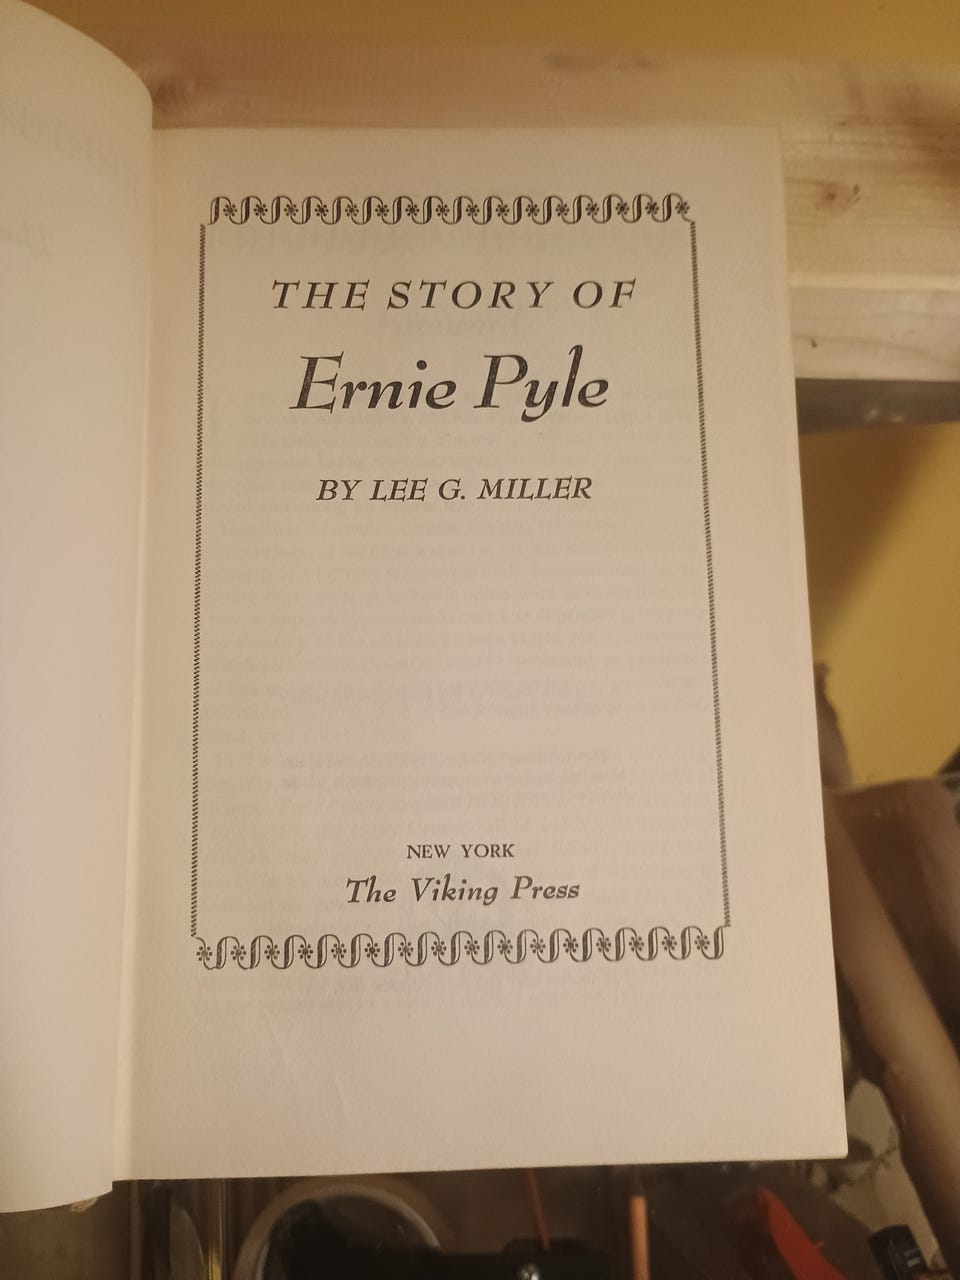 THE STORY OF
Ernie Pyle
BY LEE G. MILLER
NEW YORK
The Viking Press